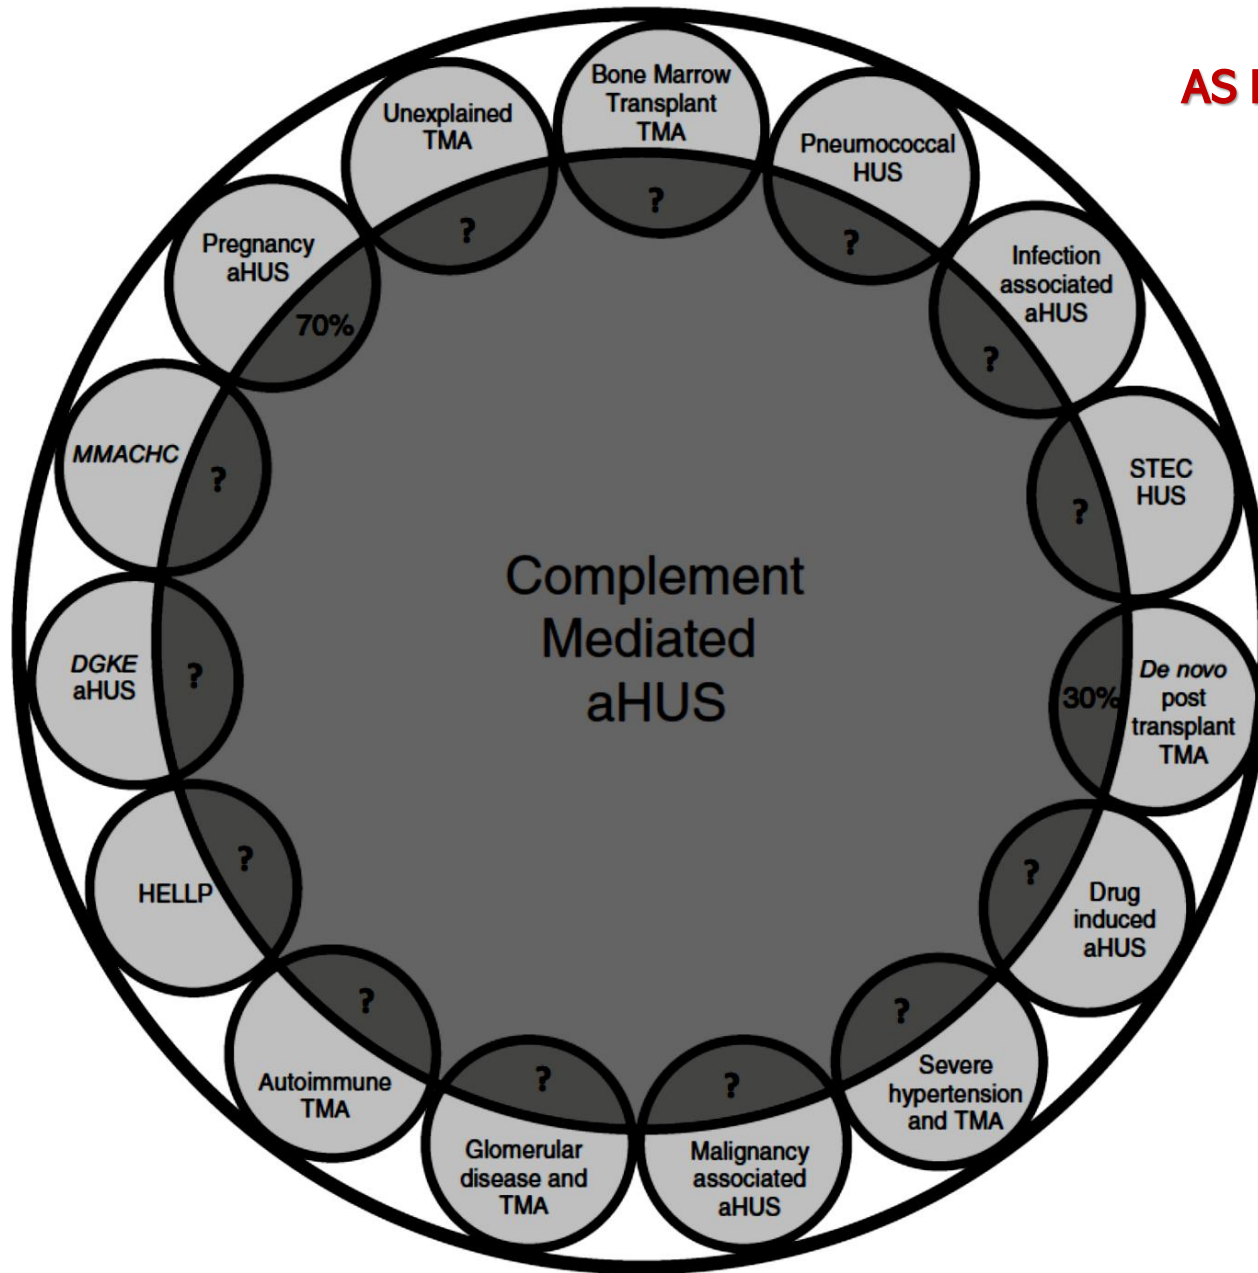 AS
Bone Marrow
Transplant
TMA
?
Pneumococcal
HUS
?
Infection
associated
aHUS
?
STEC
HUS
?
De novo
post
transplant
TMA
30%
Drug
induced
aHUS
?
Severe
hypertension
and TMA
?
Malignancy
associated
aHUS
?
Glomerular
disease and
TMA
?
Autoimmune
TMA
?
HELLP
?
DGKE
aHUS
?
MMACHC
?
Pregnancy
aHUS
70%
Unexplained
TMA
?
Complement
Mediated
aHUS